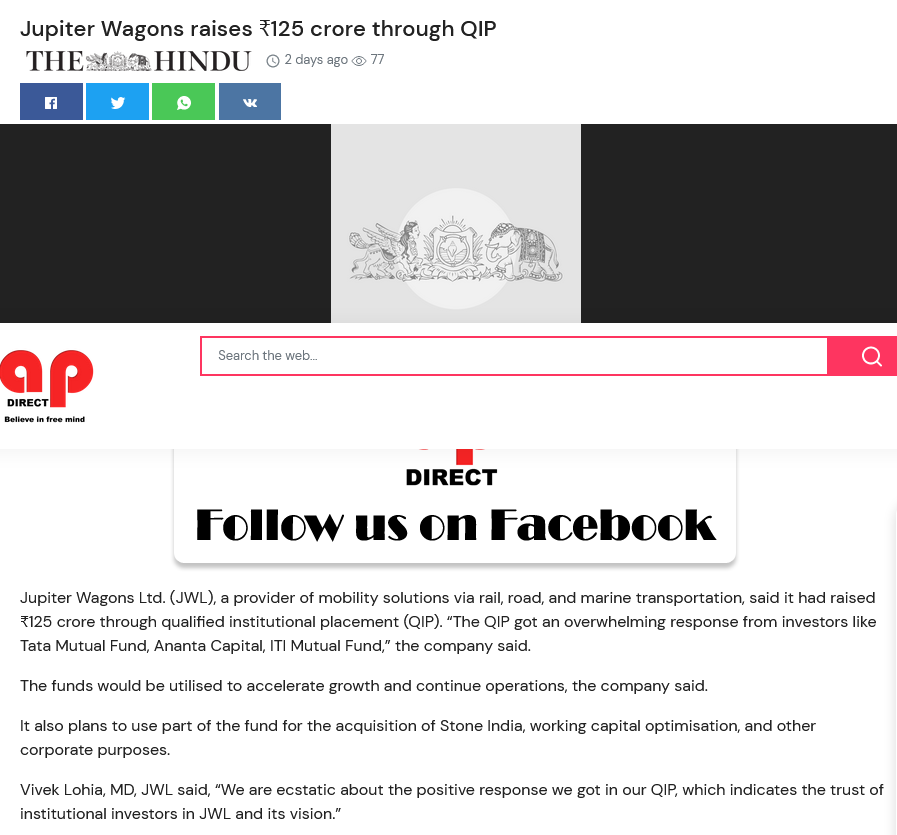 Jupiter Wagons raises ₹125 crore through QIP
THE HINDU 2 days ago 77
Search the web...
ap
DIRECT
Believe in free mind
DIRECT
Follow us on Facebook
Jupiter Wagons Ltd. (JWL), a provider of mobility solutions via rail, road, and marine transportation, said it had raised
₹125 crore through qualified institutional placement (QIP). “The QIP got an overwhelming response from investors like
Tata Mutual Fund, Ananta Capital, ITI Mutual Fund,” the company said.
The funds would be utilised to accelerate growth and continue operations, the company said.
It also plans to use part of the fund for the acquisition of Stone India, working capital optimisation, and other
corporate purposes.
Vivek Lohia, MD, JWL said, “We are ecstatic about the positive response we got in our QIP, which indicates the trust of
institutional investors in JWL and its vision.”